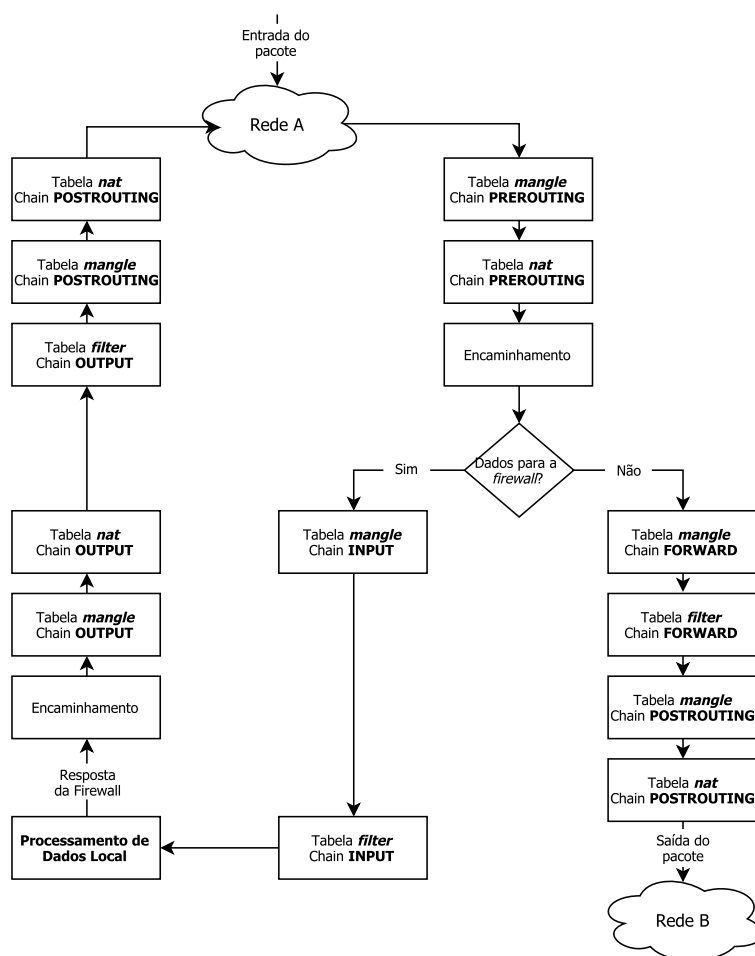 Entrada do
pacote
Rede A
Tabela mangle
Chain PREROUTING
Tabela nat
Chain PREROUTING
Encaminhamento
Dados para a
firewall?
Sim
Não
Tabela mangle
Chain INPUT
Tabela filter
Chain INPUT
Processamento de
Dados Local
Resposta
da Firewall
Encaminhamento
Tabela mangle
Chain OUTPUT
Tabela nat
Chain OUTPUT
Tabela filter
Chain OUTPUT
Tabela mangle
Chain POSTROUTING
Tabela nat
Chain POSTROUTING
Tabela mangle
Chain FORWARD
Tabela filter
Chain FORWARD
Tabela mangle
Chain POSTROUTING
Tabela nat
Chain POSTROUTING
Saída do
pacote
Rede B